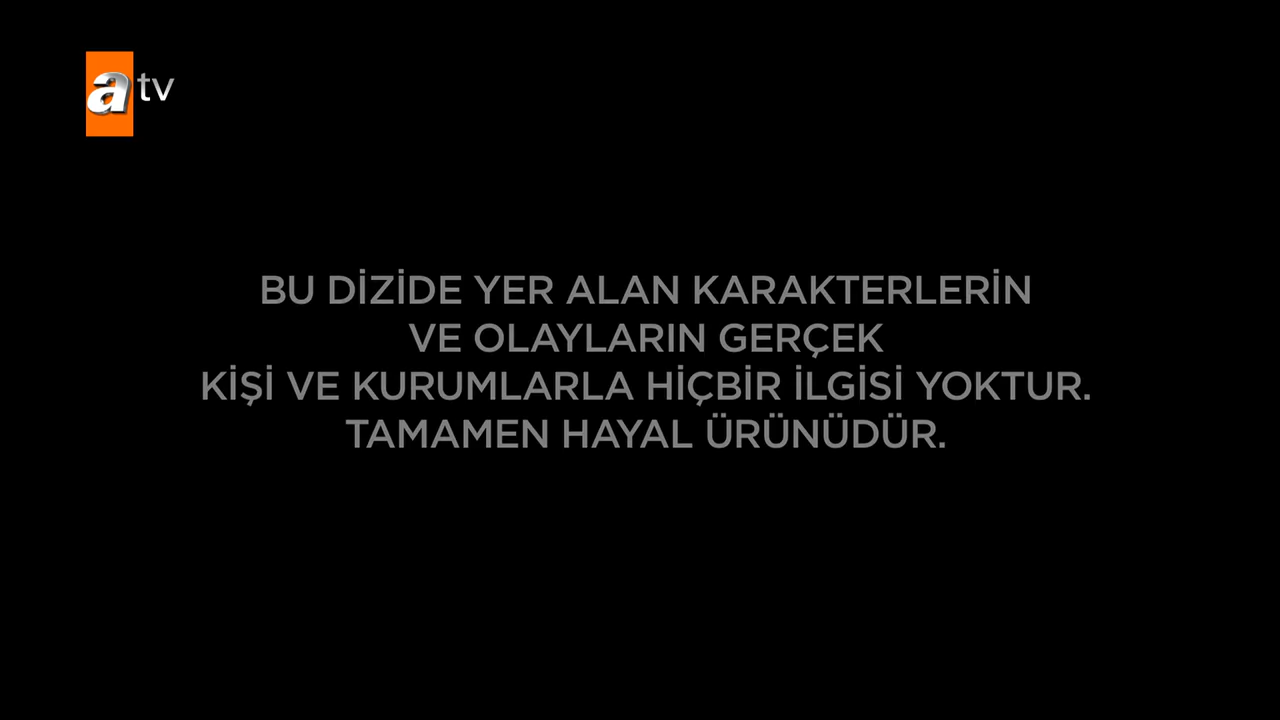 atv
BU DİZİDE YER ALAN KARAKTERLERİN
VE OLAYLARIN GERÇEK
KİŞİ VE KURUMLARLA HİÇBİR İLGİSİ YOKTUR.
TAMAMEN HAYAL ÜRÜNÜDÜR.